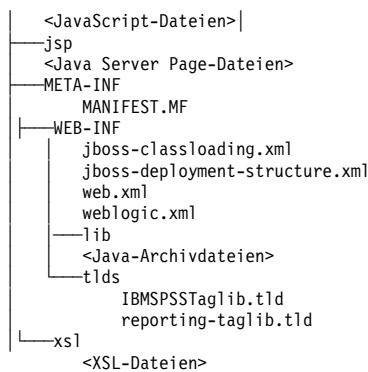 <JavaScript-Dateien>
jsp
<Java Server Page-Dateien>
META-INF
MANIFEST.MF
WEB-INF
jboss-classloading.xml
jboss-deployment-structure.xml
web.xml
weblogic.xml
lib
<Java-Archivdateien>
tlds
IBMSPSSTaglib.tld
reporting-taglib.tld
xsl
<XSL-Dateien>